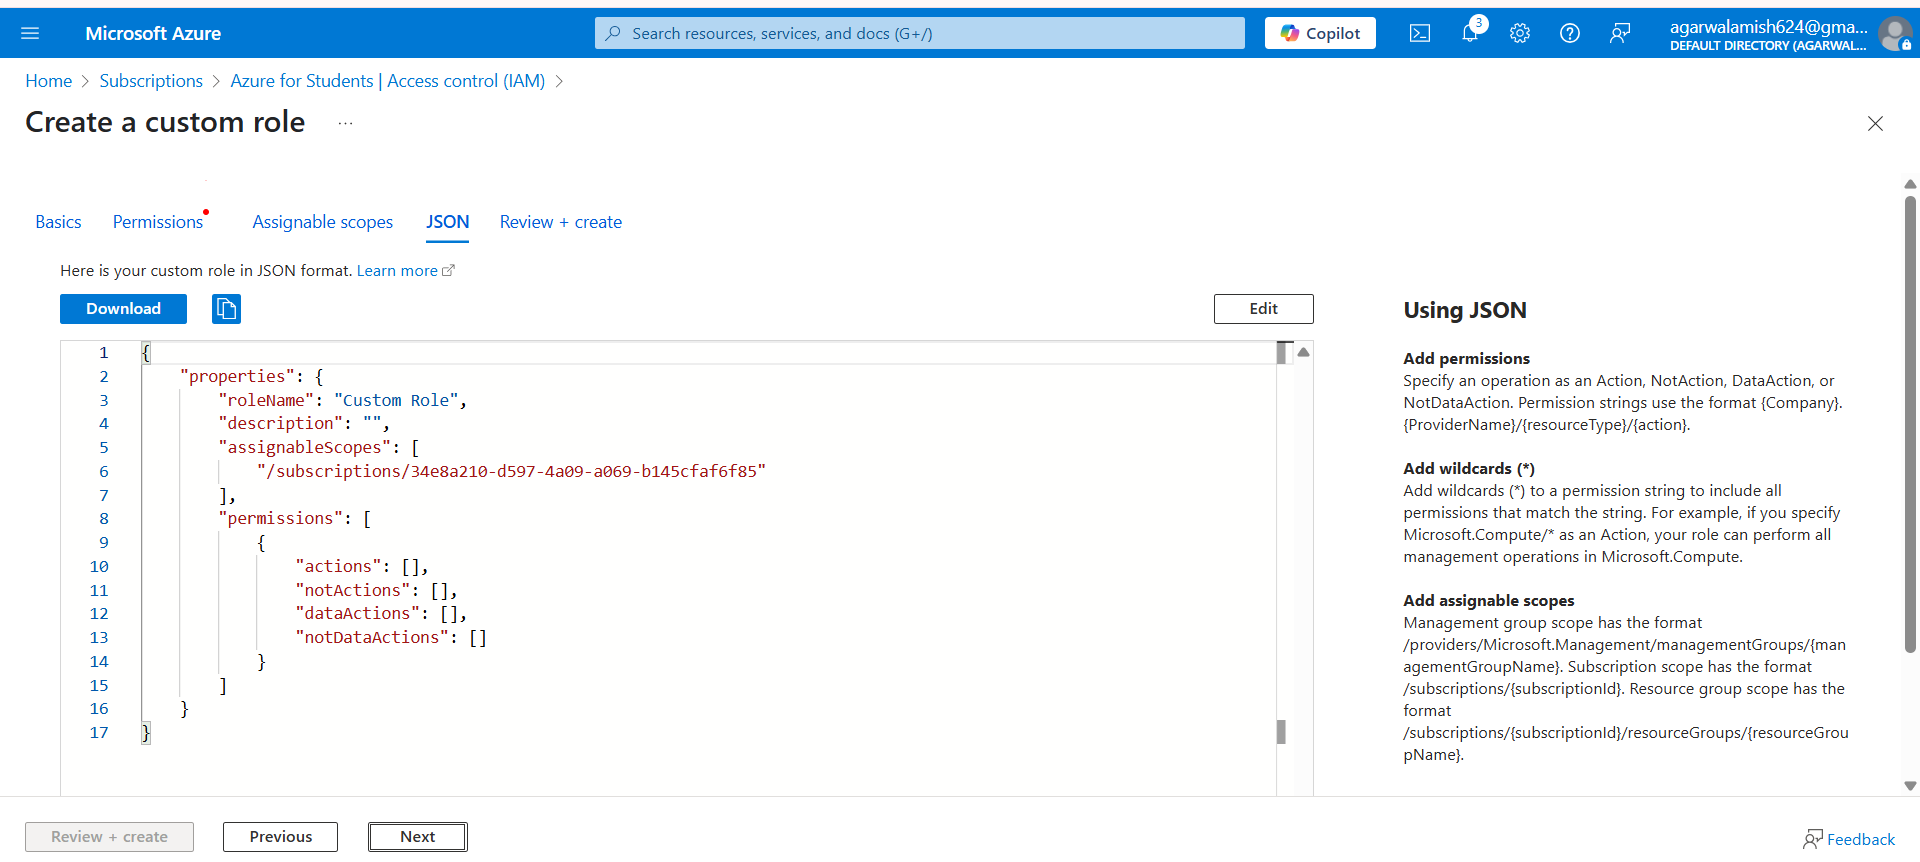 Microsoft Azure
Search resources, services, and docs (G+/)
Copilot
3
agarwalamish624@gma...
DEFAULT DIRECTORY (AGARWAL...
Home > Subscriptions > Azure for Students | Access control (IAM) >
Create a custom role ...
Basics Permissions Assignable scopes JSON Review + create
Here is your custom role in JSON format. Learn more
Download
Edit
1 {
2 "properties": {
3 "roleName": "Custom Role",
4 "description": "",
5 "assignableScopes": [
6 "/subscriptions/34e8a210-d597-4a09-a069-b145cfaf6f85"
7 ],
8 "permissions": [
9 {
10 "actions": [],
11 "notActions": [],
12 "dataActions": [],
13 "notDataActions": []
14 }
15 ]
16 }
17 }
Using JSON
Add permissions
Specify an operation as an Action, NotAction, DataAction, or
NotDataAction. Permission strings use the format {Company}.
{ProviderName}/{resourceType}/{action}.
Add wildcards (*)
Add wildcards (*) to a permission string to include all
permissions that match the string. For example, if you specify
Microsoft.Compute/* as an Action, your role can perform all
management operations in Microsoft.Compute.
Add assignable scopes
Management group scope has the format
/providers/Microsoft.Management/managementGroups/{man
agementGroupName}. Subscription scope has the format
/subscriptions/{subscriptionId}. Resource group scope has the
format
/subscriptions/{subscriptionId}/resourceGroups/{resourceGrou
pName}.
Review + create
Previous
Next
Feedback